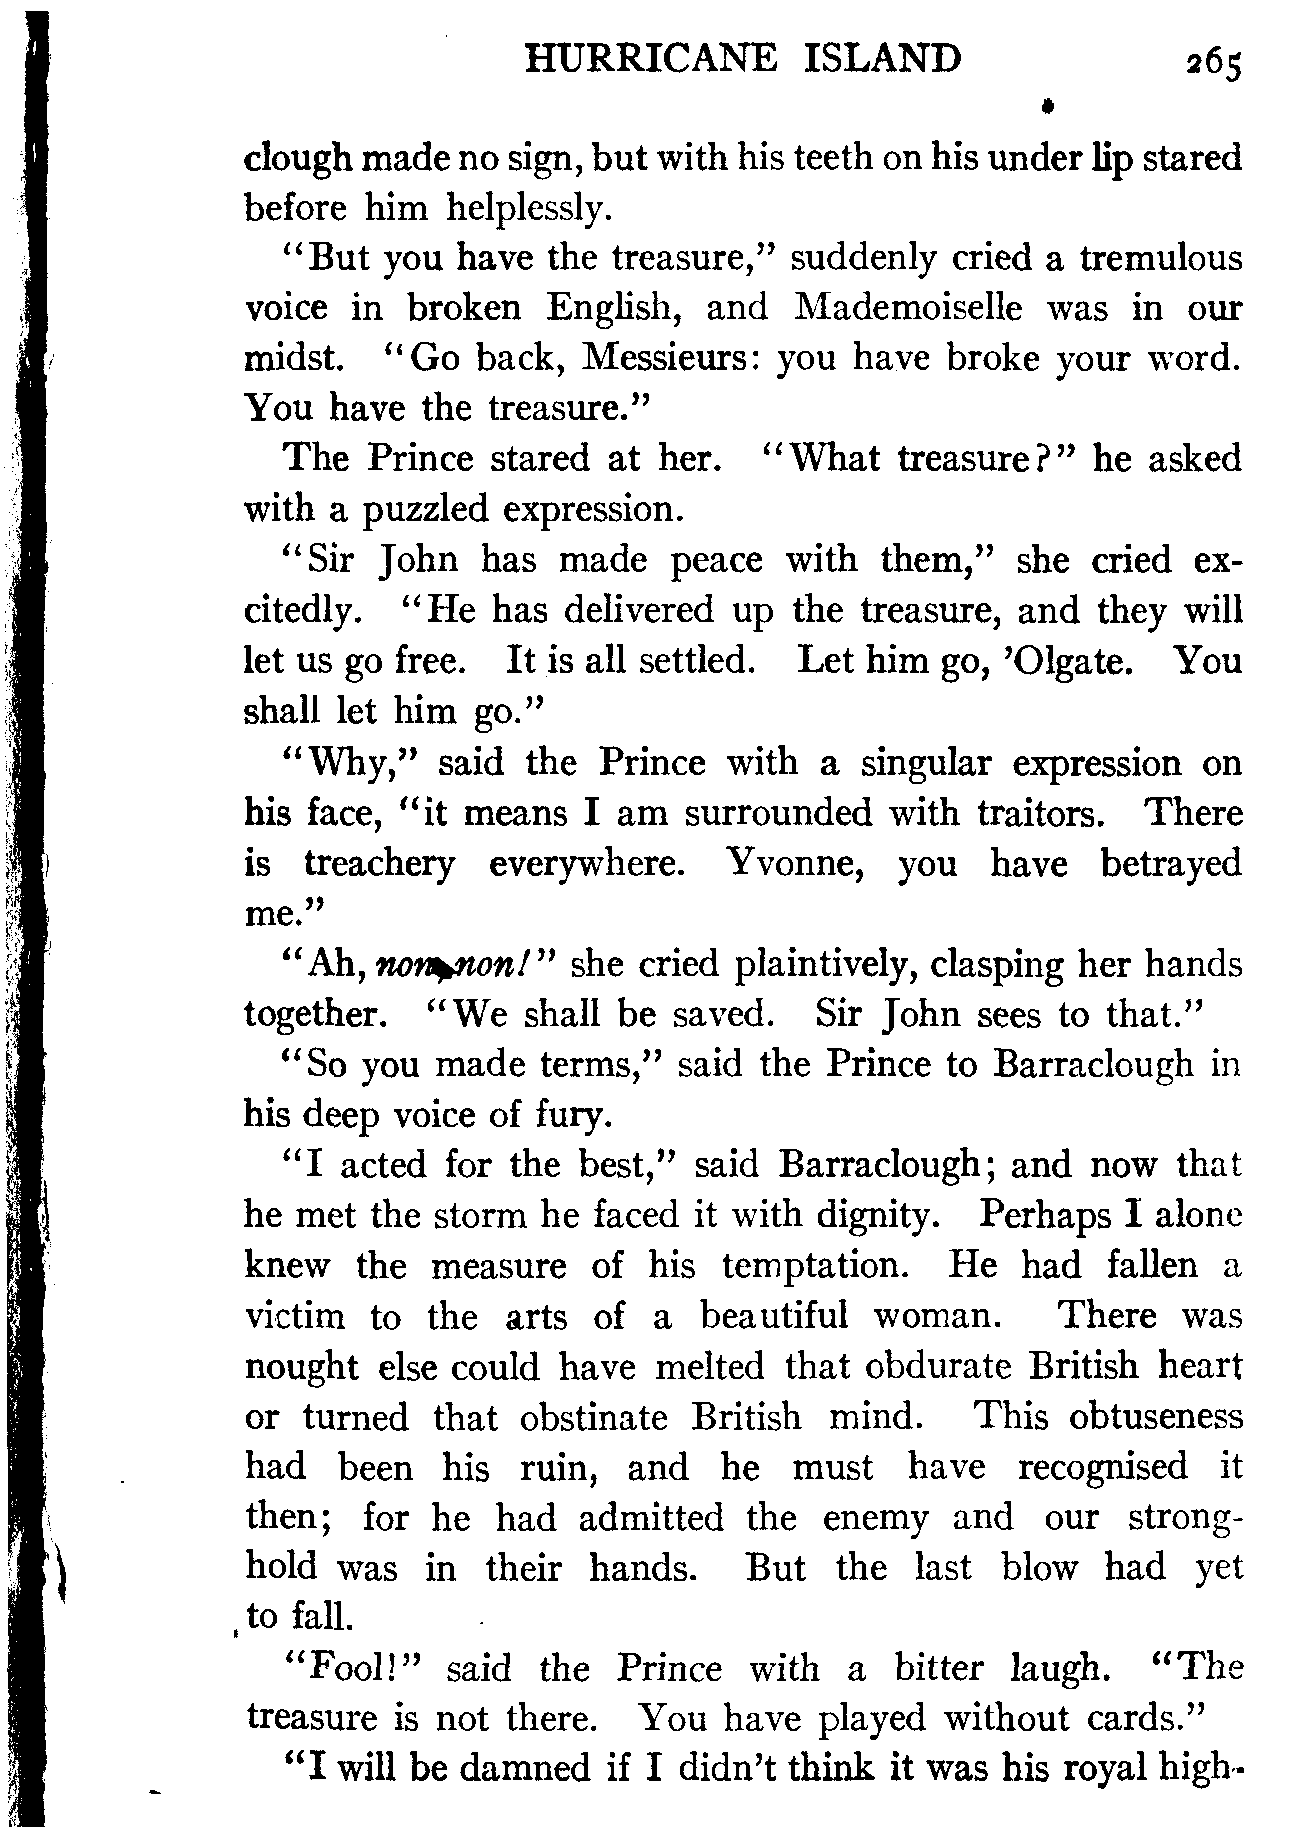 HURRICANE ISLAND 265
clough made no sign, but with his teeth on his under lip stared
before him helplessly.
"But you have the treasure," suddenly cried a tremulous
voice in broken English, and Mademoiselle was in our
midst. "Go back, Messieurs: you have broke your word.
You have the treasure."
The Prince stared at her. "What treasure?" he asked
with a puzzled expression.
"Sir John has made peace with them," she cried ex-
citedly. "He has delivered up the treasure, and they will
let us go free. It is all settled. Let him go, 'Olgate. You
shall let him go."
"Why," said the Prince with a singular expression on
his face, "it means I am surrounded with traitors. There
is treachery everywhere. Yvonne, you have betrayed
me."
"Ah, non, non!" she cried plaintively, clasping her hands
together. "We shall be saved. Sir John sees to that."
"So you made terms," said the Prince to Barraclough in
his deep voice of fury.
"I acted for the best," said Barraclough; and now that
he met the storm he faced it with dignity. Perhaps I alone
knew the measure of his temptation. He had fallen a
victim to the arts of a beautiful woman. There was
nought else could have melted that obdurate British heart
or turned that obstinate British mind. This obtuseness
had been his ruin, and he must have recognised it
then; for he had admitted the enemy and our strong-
hold was in their hands. But the last blow had yet
to fall.
"Fool!" said the Prince with a bitter laugh. "The
treasure is not there. You have played without cards."
"I will be damned if I didn't think it was his royal high-